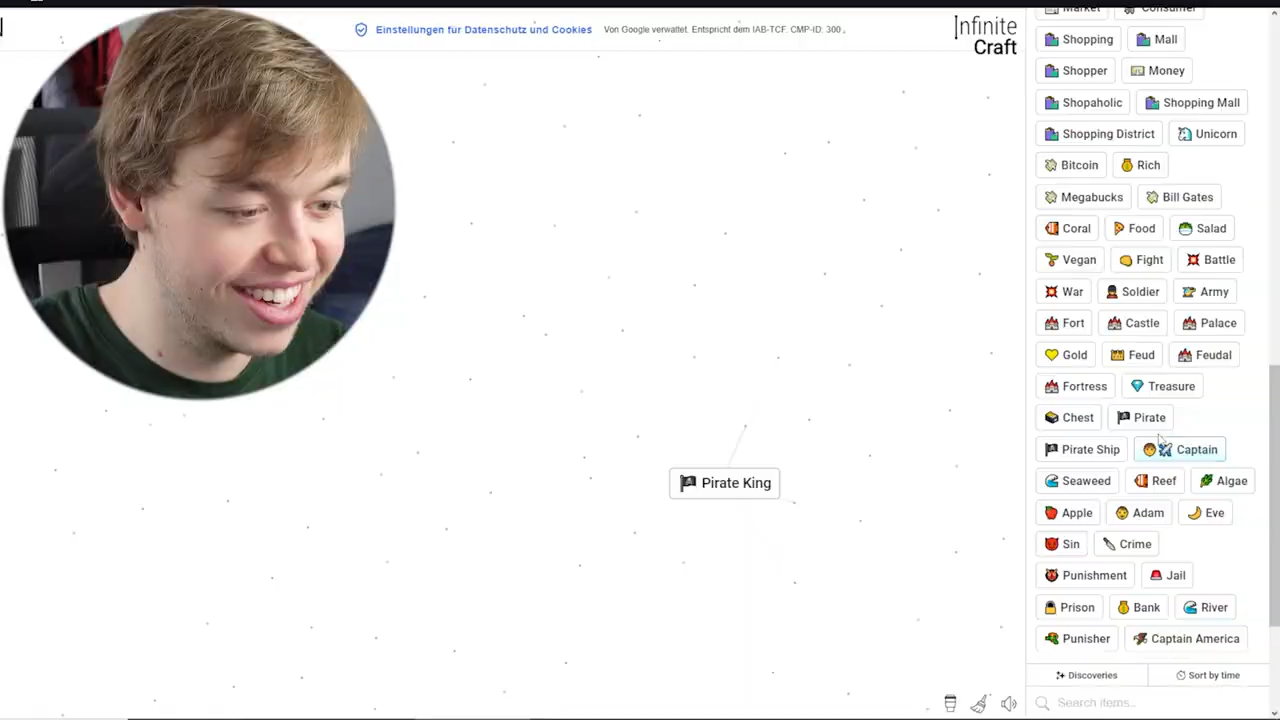 Einstellungen für Datenschutz und Cookies Von Google verwaltet. Entspricht dem IAB-TCF. CMP-ID: 300
Infinite
Craft
Market Consumer
Shopping Mall
Shopper Money
Shopaholic Shopping Mall
Shopping District Unicorn
Bitcoin Rich
Megabucks Bill Gates
Coral Food Salad
Vegan Fight Battle
War Soldier Army
Fort Castle Palace
Gold Feud Feudal
Fortress Treasure
Chest Pirate
Pirate Ship Captain
Pirate King
Seaweed Reef Algae
Apple Adam Eve
Sin Crime
Punishment Jail
Prison Bank River
Punisher Captain America
Discoveries Sort by time
Search items...